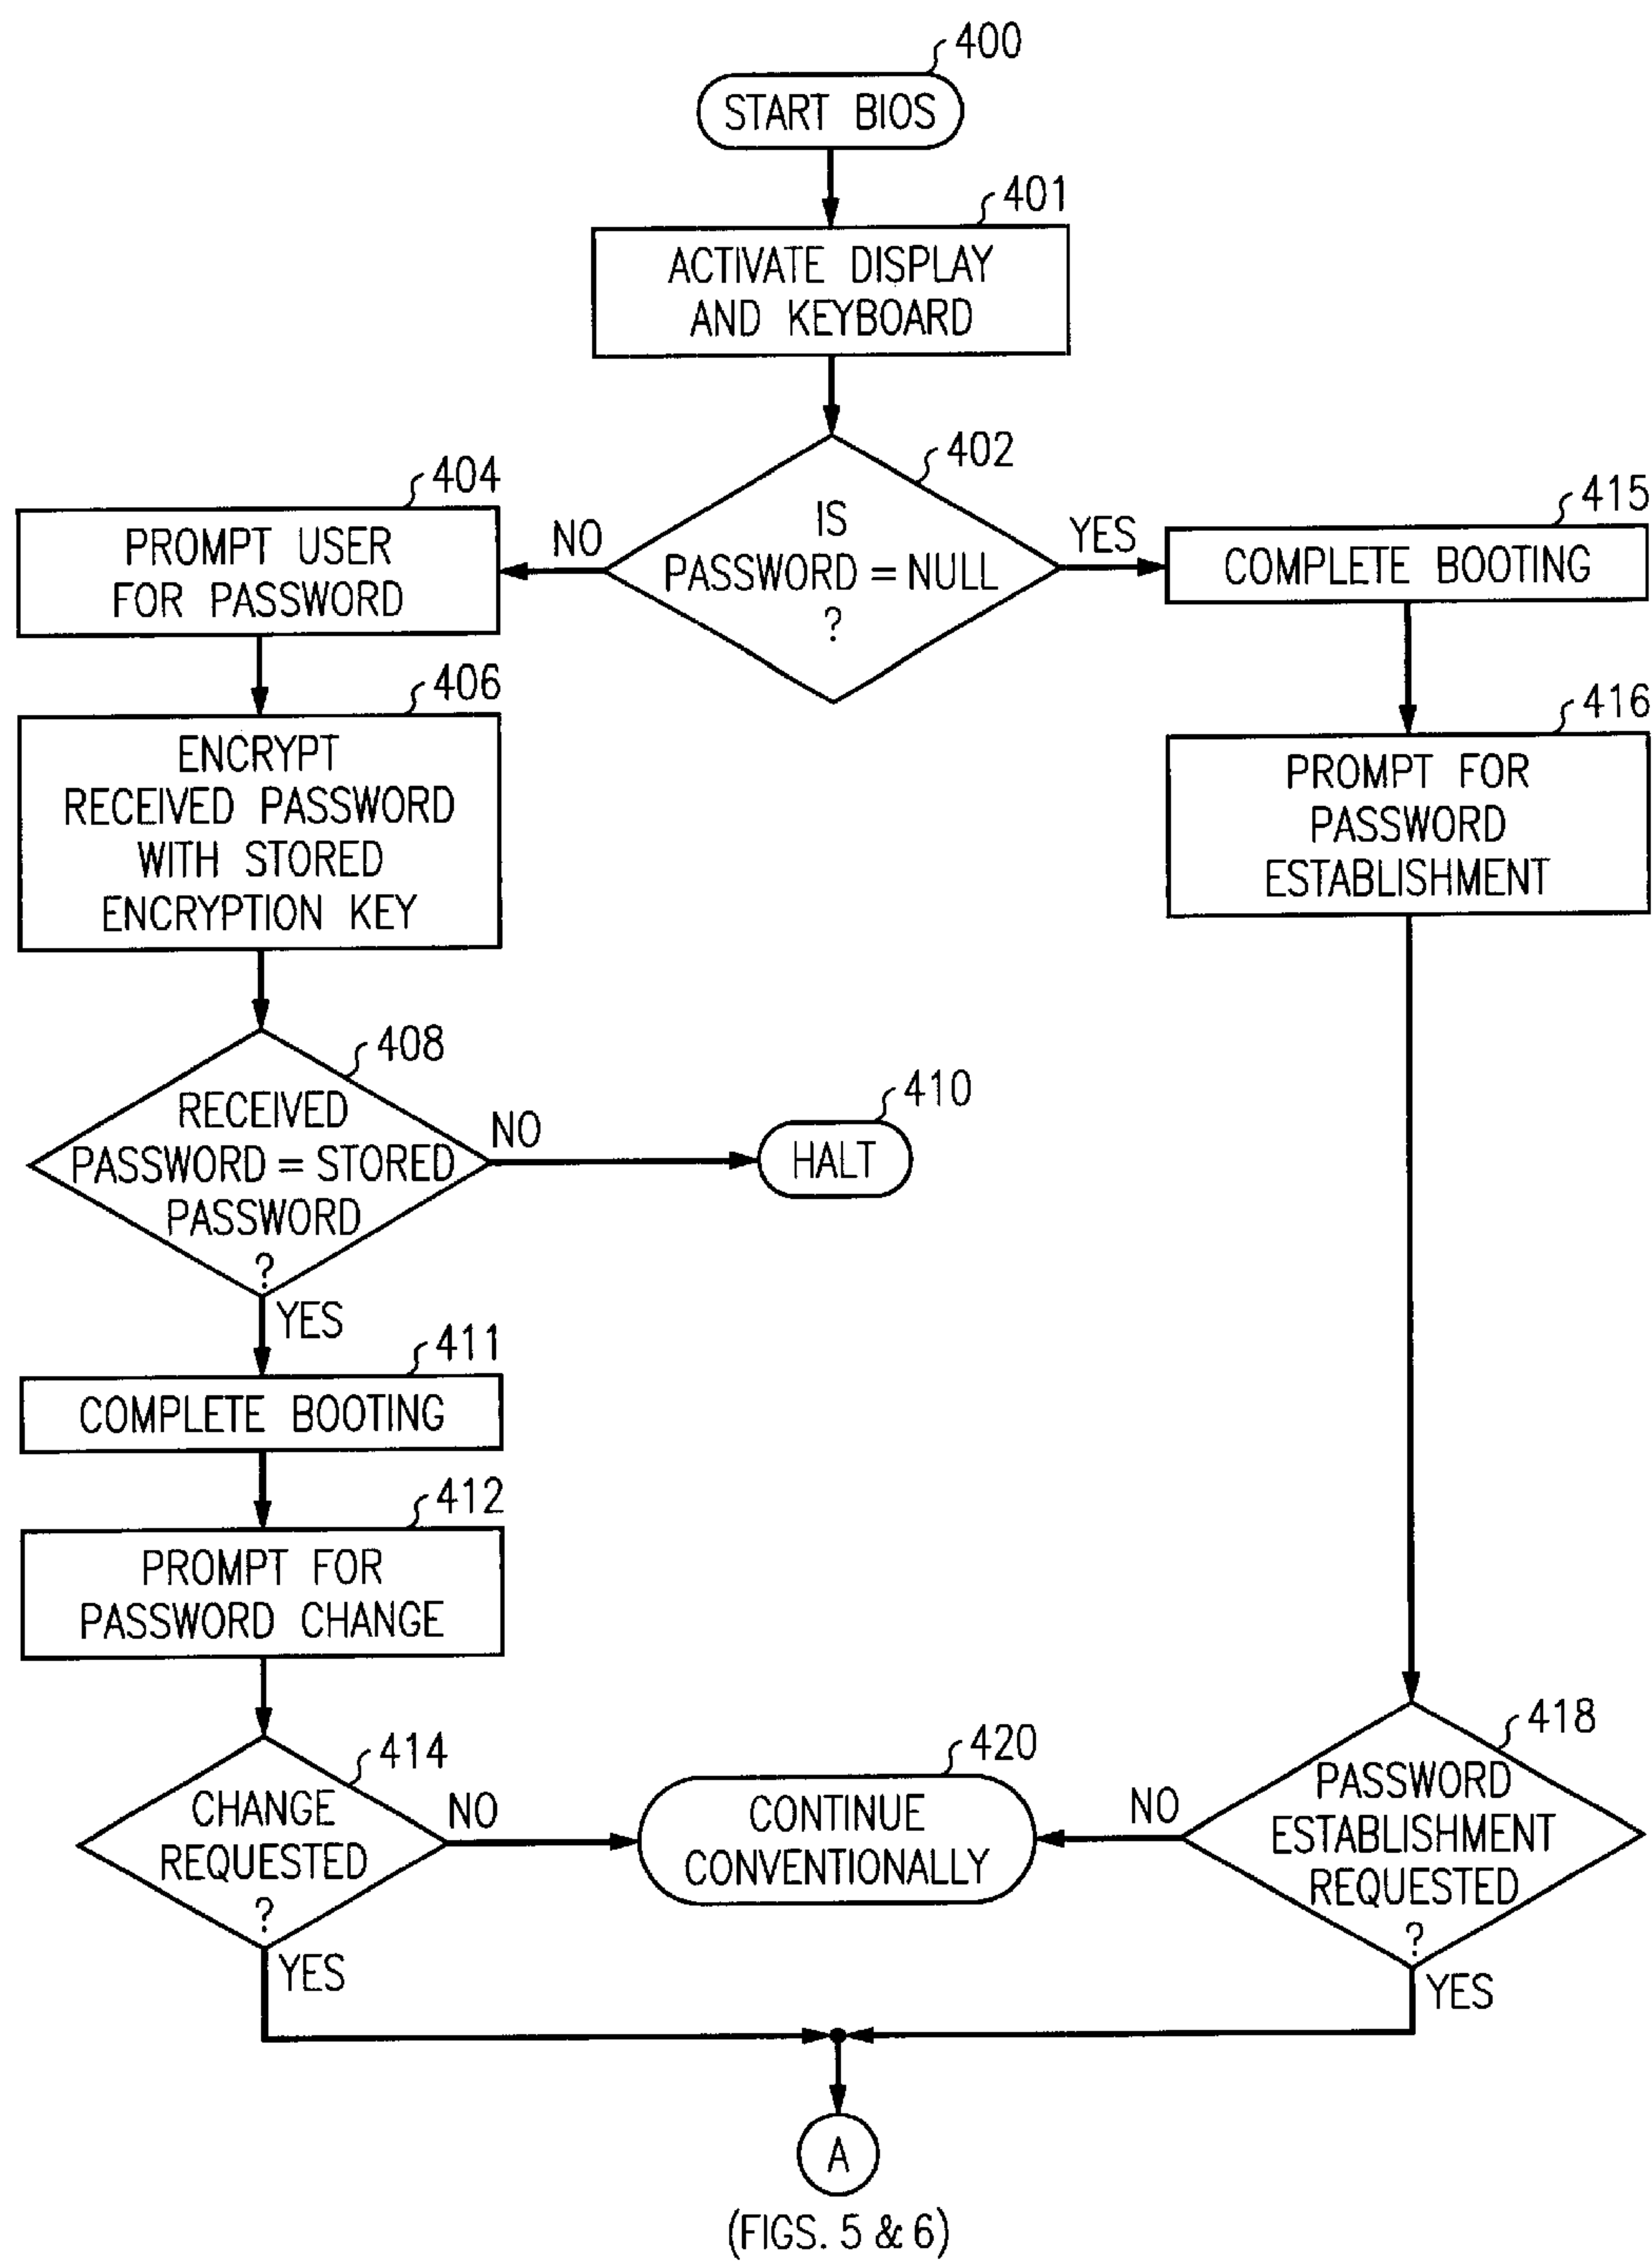 400
START BIOS
401
ACTIVATE DISPLAY
AND KEYBOARD
402
IS
PASSWORD = NULL
?
NO
YES
404
PROMPT USER
FOR PASSWORD
406
ENCRYPT
RECEIVED PASSWORD
WITH STORED
ENCRYPTION KEY
408
RECEIVED
PASSWORD = STORED
PASSWORD
?
NO
410
HALT
YES
411
COMPLETE BOOTING
412
PROMPT FOR
PASSWORD CHANGE
414
CHANGE
REQUESTED
?
NO
YES
415
COMPLETE BOOTING
416
PROMPT FOR
PASSWORD
ESTABLISHMENT
418
PASSWORD
ESTABLISHMENT
REQUESTED
?
NO
YES
420
CONTINUE
CONVENTIONALLY
A
(FIGS. 5 & 6)